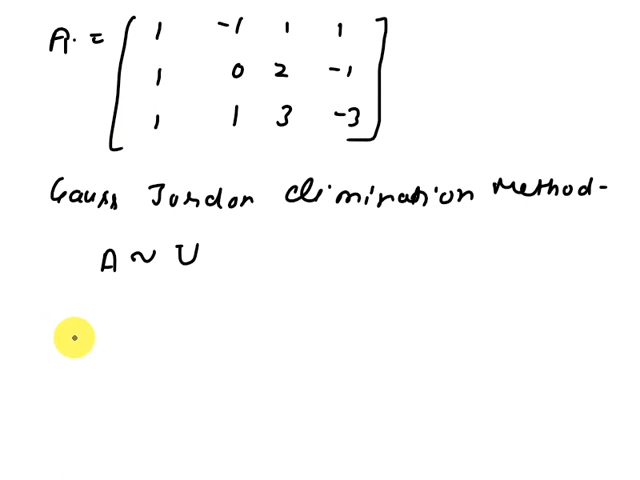 A. = [ 1 -1 1 1
1 0 2 -1
1 1 3 -3 ]
Gauss Jordon Elimination Method-
A ~ U